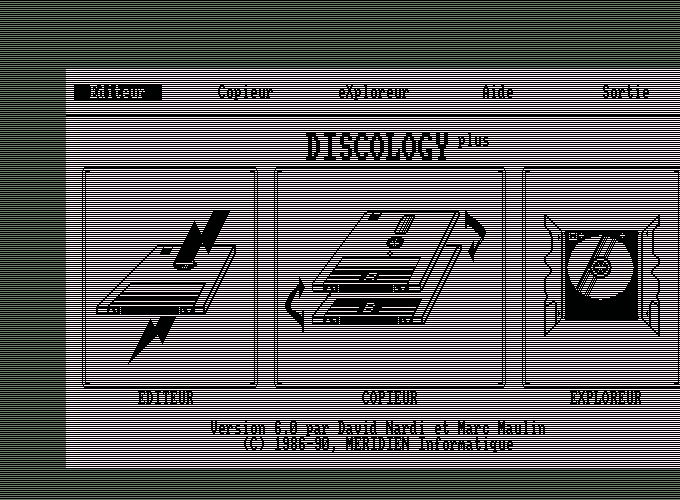 Editeur Copieur eXploreur Aide Sortie
DISCOLOGY plus
EDITEUR COPIEUR EXPLOREUR
Version 6.0 par David Nardi et Marc Maulin
(C) 1986-90, MERIDIEN Informatique